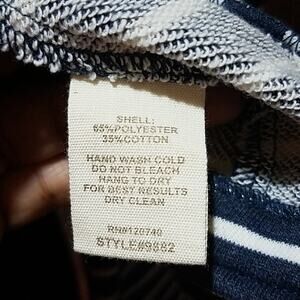 SHELL:
65%POLYESTER
35%COTTON
HAND WASH COLD
DO NOT BLEACH
HANG TO DRY
FOR BEST RESULTS
DRY CLEAN
RN#120740
STYLE#9882